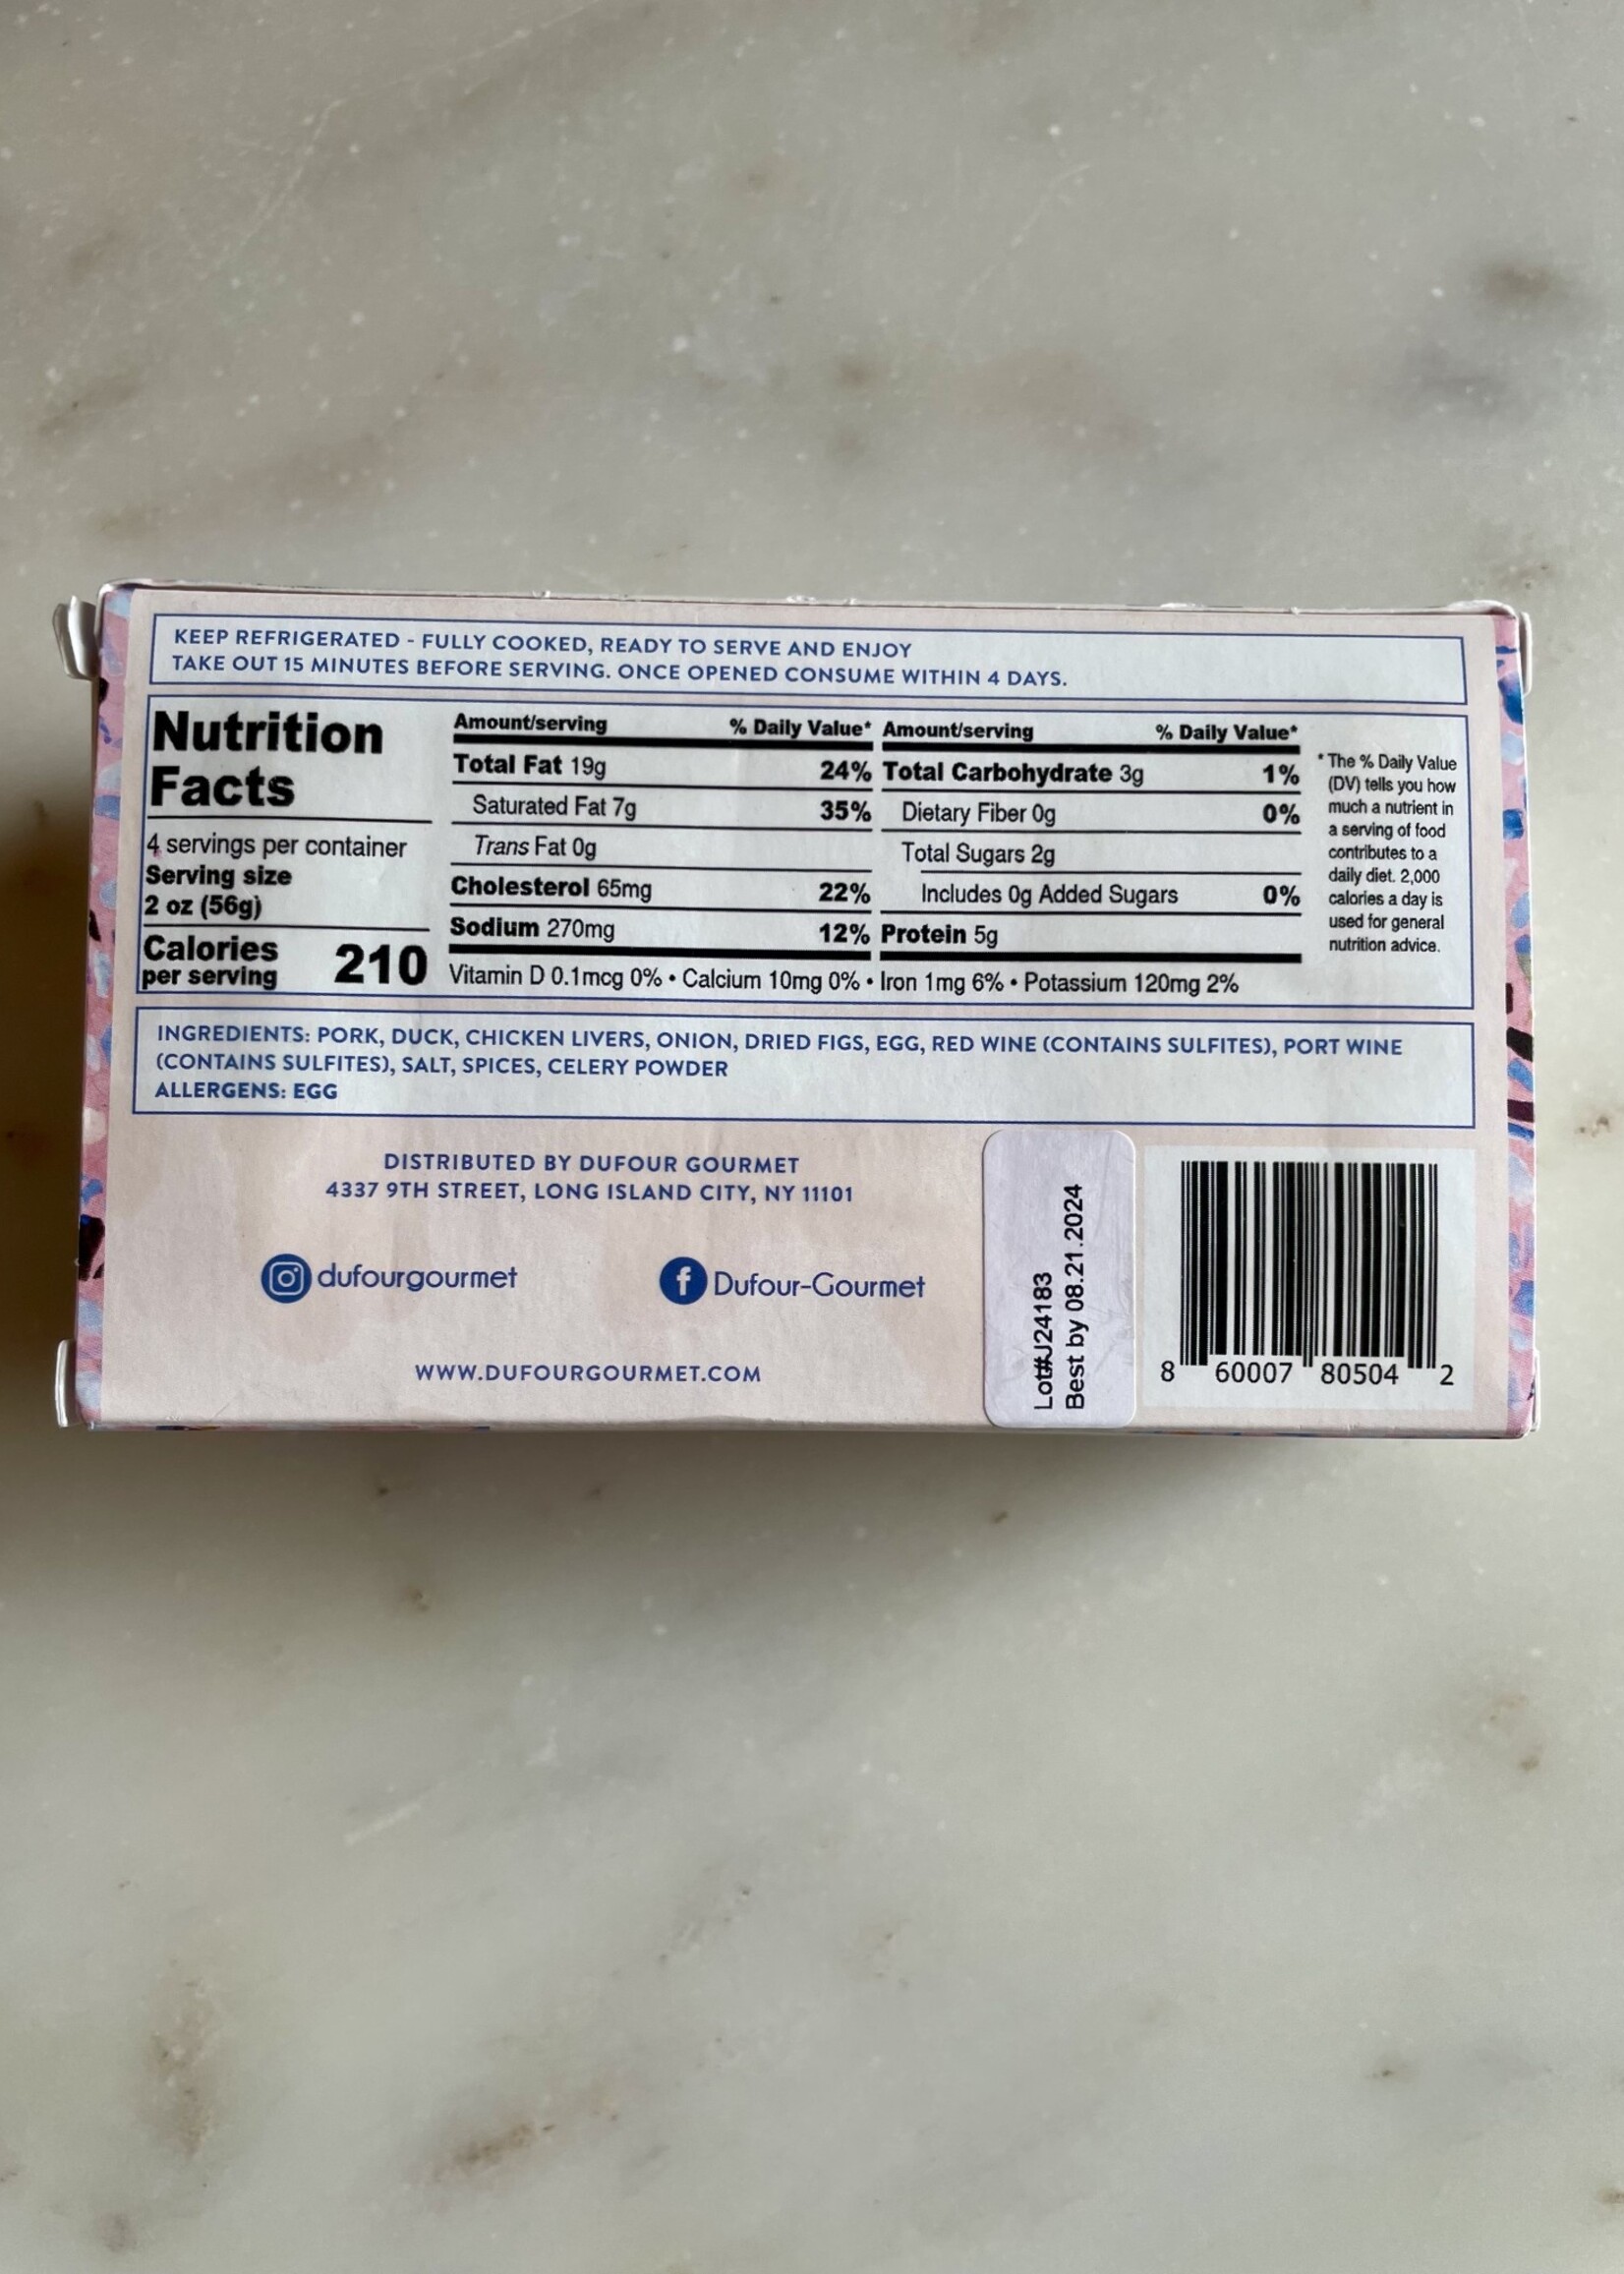 KEEP REFRIGERATED - FULLY COOKED, READY TO SERVE AND ENJOY
TAKE OUT 15 MINUTES BEFORE SERVING. ONCE OPENED CONSUME WITHIN 4 DAYS.
Nutrition
Facts
4 servings per container
Serving size
2 oz (56g)
Calories
per serving 210
Amount/serving % Daily Value*
Total Fat 19g 24%
Saturated Fat 7g 35%
Trans Fat 0g
Cholesterol 65mg 22%
Sodium 270mg 12%
Amount/serving % Daily Value*
Total Carbohydrate 3g 1%
Dietary Fiber 0g 0%
Total Sugars 2g
Includes 0g Added Sugars 0%
Protein 5g
Vitamin D 0.1mcg 0% • Calcium 10mg 0% • Iron 1mg 6% • Potassium 120mg 2%
* The % Daily Value
(DV) tells you how
much a nutrient in
a serving of food
contributes to a
daily diet. 2,000
calories a day is
used for general
nutrition advice.
INGREDIENTS: PORK, DUCK, CHICKEN LIVERS, ONION, DRIED FIGS, EGG, RED WINE (CONTAINS SULFITES), PORT WINE
(CONTAINS SULFITES), SALT, SPICES, CELERY POWDER
ALLERGENS: EGG
DISTRIBUTED BY DUFOUR GOURMET
4337 9TH STREET, LONG ISLAND CITY, NY 11101
dufourgourmet
Dufour-Gourmet
WWW.DUFOURGOURMET.COM
Lot#J24183
Best by 08.21.2024
8 60007 80504 2